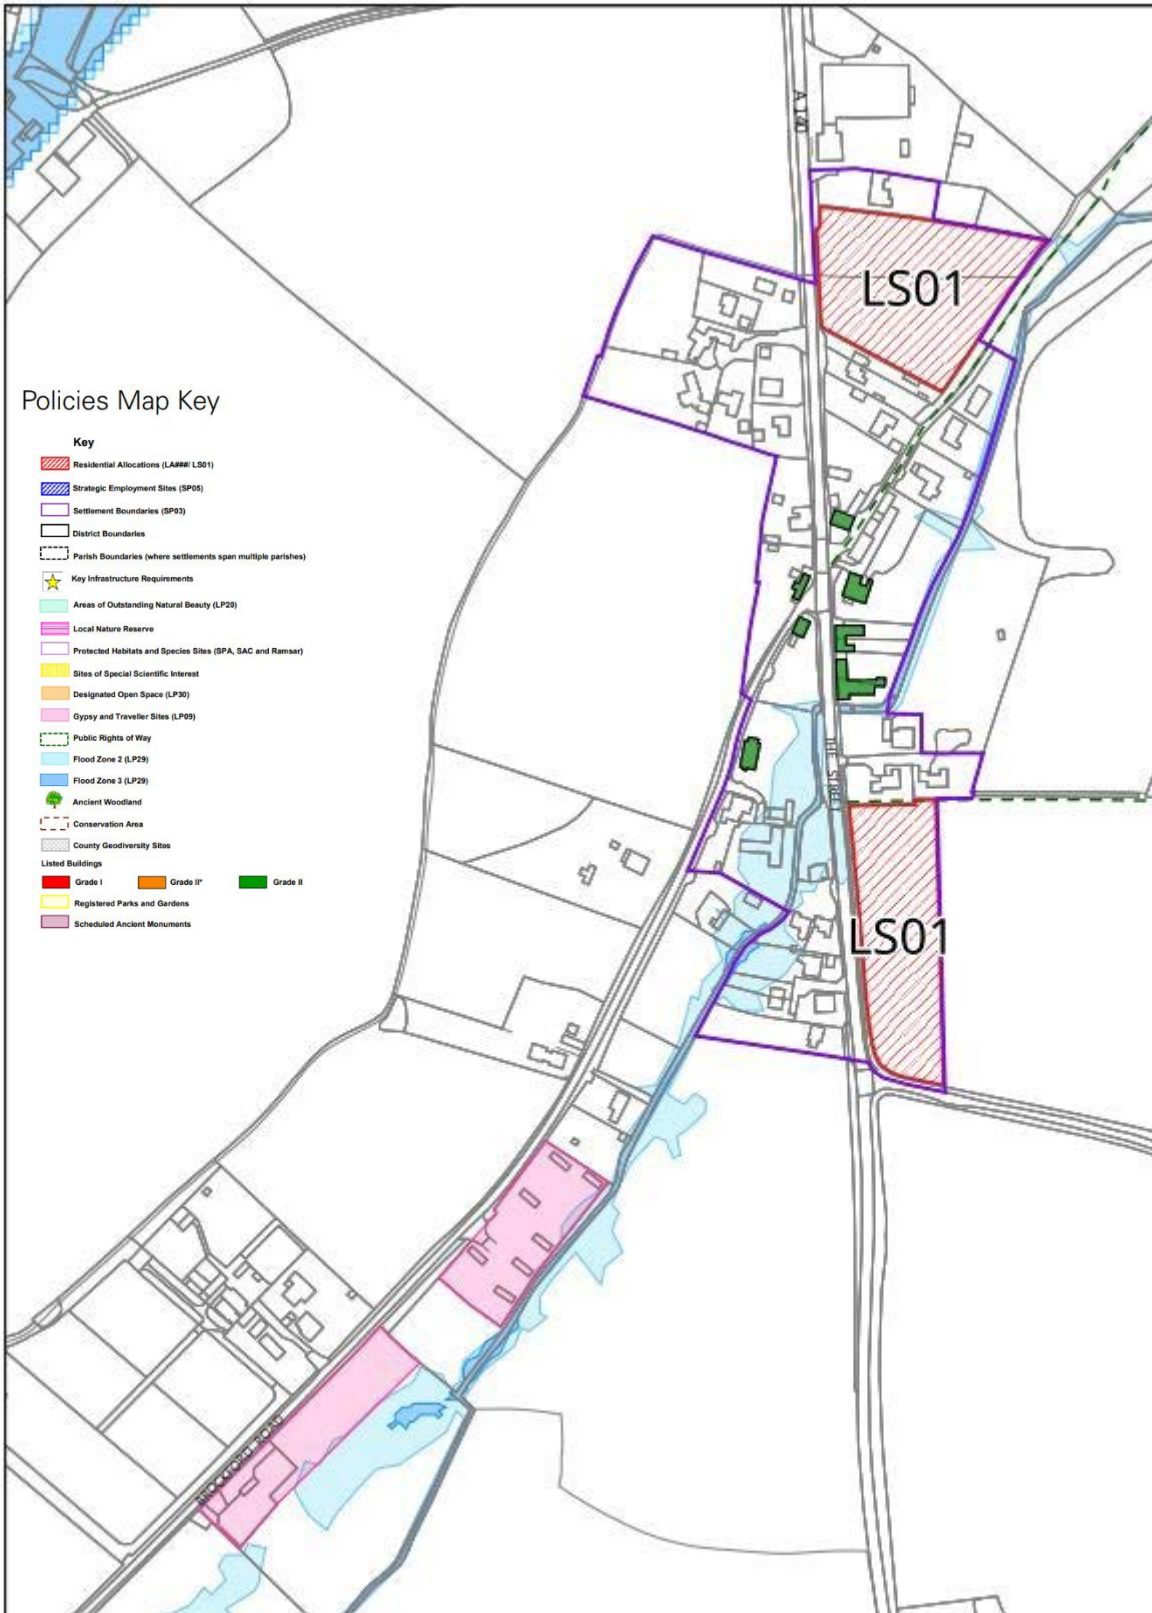 A140
LS01
Policies Map Key
Key
Residential Allocations (LA###/ LS01)
Strategic Employment Sites (SP05)
Settlement Boundaries (SP03)
District Boundaries
Parish Boundaries (where settlements span multiple parishes)
Key Infrastructure Requirements
Areas of Outstanding Natural Beauty (LP20)
Local Nature Reserve
Protected Habitats and Species Sites (SPA, SAC and Ramsar)
Sites of Special Scientific Interest
Designated Open Space (LP30)
Gypsy and Traveller Sites (LP09)
Public Rights of Way
Flood Zone 2 (LP29)
Flood Zone 3 (LP29)
Ancient Woodland
Conservation Area
County Geodiversity Sites
Listed Buildings
Grade I Grade II* Grade II
Registered Parks and Gardens
Scheduled Ancient Monuments
LS01
BROCKFORD ROAD